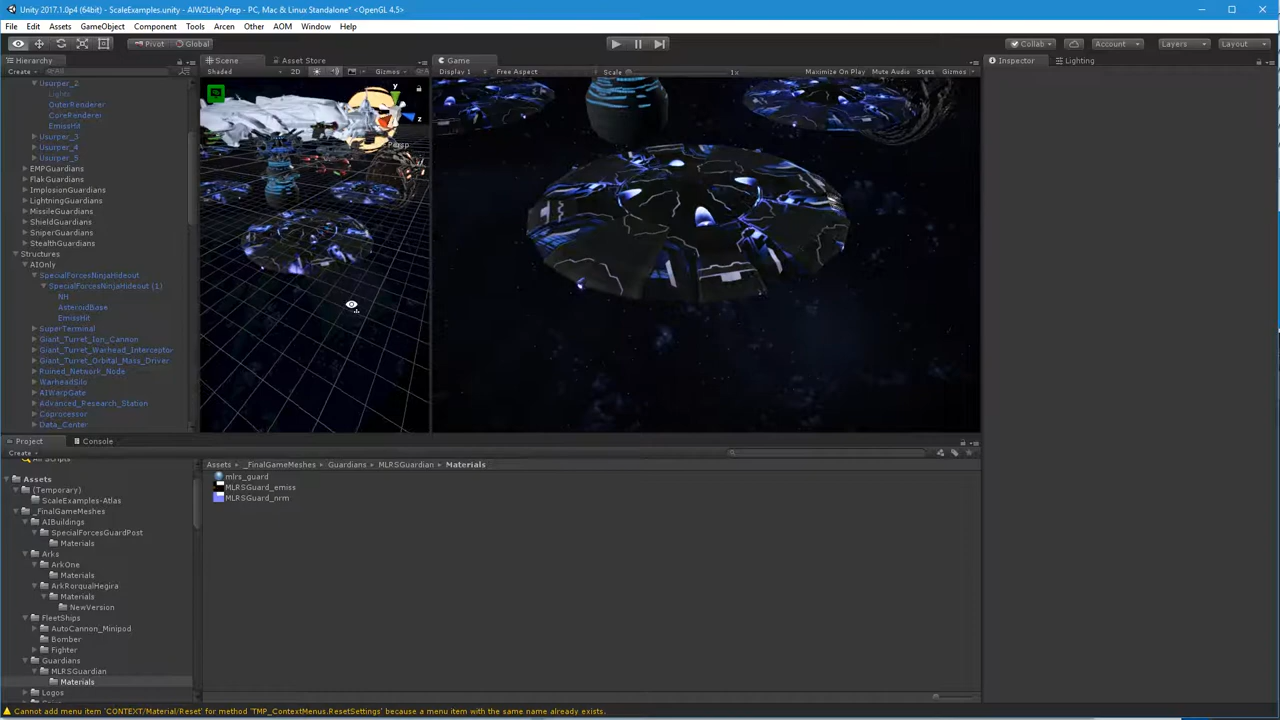 Unity 2017.1.0p4 (64bit) - ScaleExamples.unity - AIW2UnityPrep - PC, Mac & Linux Standalone* <OpenGL 4.5>
File Edit Assets GameObject Component Tools Arcen Other AOM Window Help
Pivot Global Collab Account Layers Layout
Hierarchy
Create All
Usurper_2
Lights
OuterRenderer
CoreRenderer
EmissHit
Usurper_3
Usurper_4
Usurper_5
EMPGuardians
FlakGuardians
ImplosionGuardians
LightningGuardians
MissileGuardians
ShieldGuardians
SniperGuardians
StealthGuardians
Structures
AIOnly
SpecialForcesNinjaHideout
SpecialForcesNinjaHideout (1)
NH
AsteroidBase
EmissHit
SuperTerminal
Giant_Turret_Ion_Cannon
Giant_Turret_Warhead_Interceptor
Giant_Turret_Orbital_Mass_Driver
Ruined_Network_Node
WarheadSilo
AIWarpGate
Advanced_Research_Station
Coprocessor
Data_Center
Scene Asset Store
Shaded 2D Gizmos
y
z
Persp
Game
Display 1 Free Aspect Scale 1x Maximize On Play Mute Audio Stats Gizmos
Inspector Lighting
Project Console
Create
All Scripts
Assets
{Temporary}
ScaleExamples-Atlas
_FinalGameMeshes
AIBuildings
SpecialForcesGuardPost
Materials
Arks
ArkOne
Materials
ArkRorqualHegira
Materials
NewVersion
FleetShips
AutoCannon_Minipod
Bomber
Fighter
Guardians
MLRSGuardian
Materials
Logos
Assets _FinalGameMeshes Guardians MLRSGuardian Materials
mlrs_guard
MLRSGuard_emiss
MLRSGuard_nrm
Cannot add menu item 'CONTEXT/Material/Reset' for method 'TMP_ContextMenus.ResetSettings' because a menu item with the same name already exists.